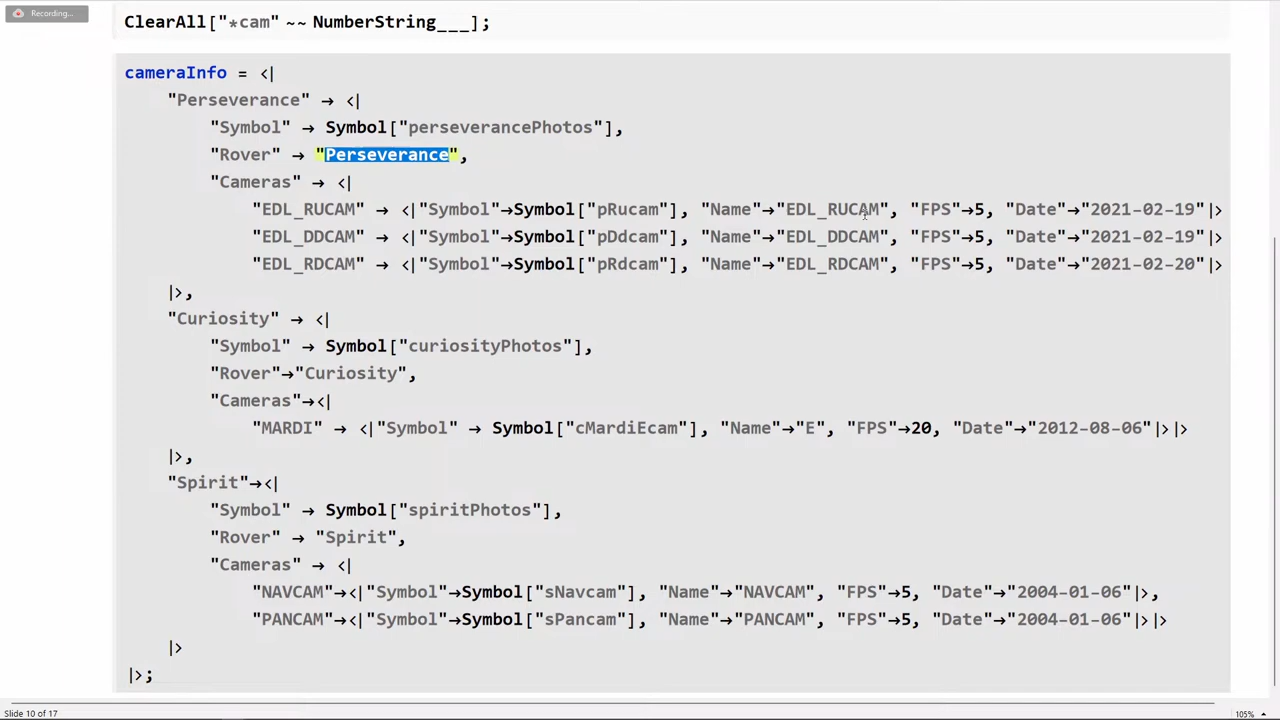 Recording...
ClearAll["*cam" ~~ NumberString___];
cameraInfo = <|
"Perseverance" → <|
"Symbol" → Symbol["perseverancePhotos"],
"Rover" → "Perseverance",
"Cameras" → <|
"EDL_RUCAM" → <|"Symbol"→Symbol["pRucam"], "Name"→"EDL_RUCAM", "FPS"→5, "Date"→"2021-02-19"|>
"EDL_DDCAM" → <|"Symbol"→Symbol["pDdcam"], "Name"→"EDL_DDCAM", "FPS"→5, "Date"→"2021-02-19"|>
"EDL_RDCAM" → <|"Symbol"→Symbol["pRdcam"], "Name"→"EDL_RDCAM", "FPS"→5, "Date"→"2021-02-20"|>
|>,
"Curiosity" → <|
"Symbol" → Symbol["curiosityPhotos"],
"Rover"→"Curiosity",
"Cameras"→<|
"MARDI" → <|"Symbol" → Symbol["cMardiEcam"], "Name"→"E", "FPS"→20, "Date"→"2012-08-06"|>|>
|>,
"Spirit"→<|
"Symbol" → Symbol["spiritPhotos"],
"Rover" → "Spirit",
"Cameras" → <|
"NAVCAM"→<|"Symbol"→Symbol["sNavcam"], "Name"→"NAVCAM", "FPS"→5, "Date"→"2004-01-06"|>,
"PANCAM"→<|"Symbol"→Symbol["sPancam"], "Name"→"PANCAM", "FPS"→5, "Date"→"2004-01-06"|>|>
|>
|>;
Slide 10 of 17
105%